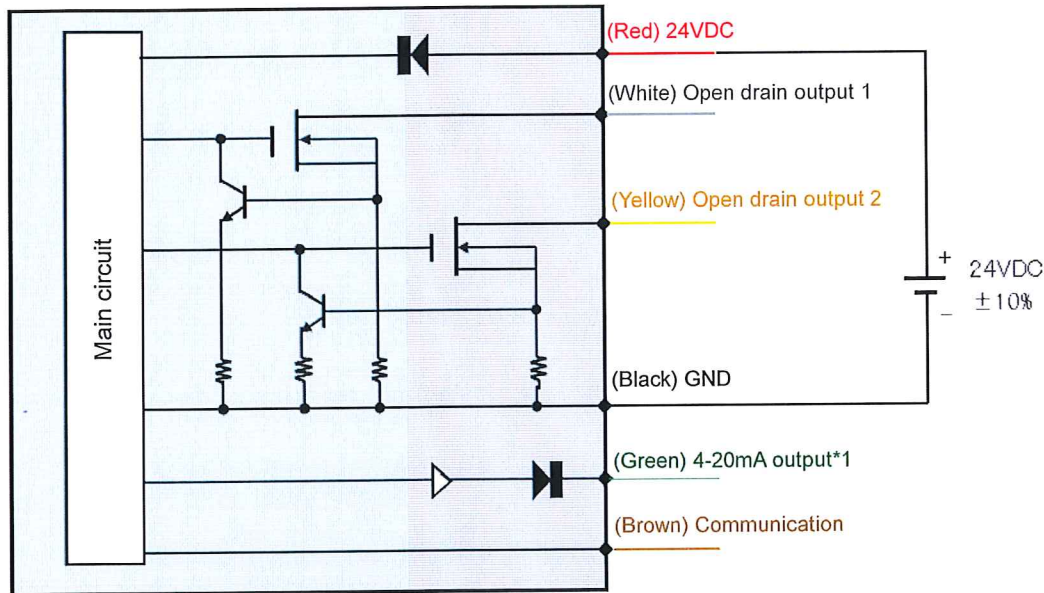 (Red) 24VDC
(White) Open drain output 1
(Yellow) Open drain output 2
Main circuit
+
24VDC
±10%
−
(Black) GND
(Green) 4-20mA output*1
(Brown) Communication